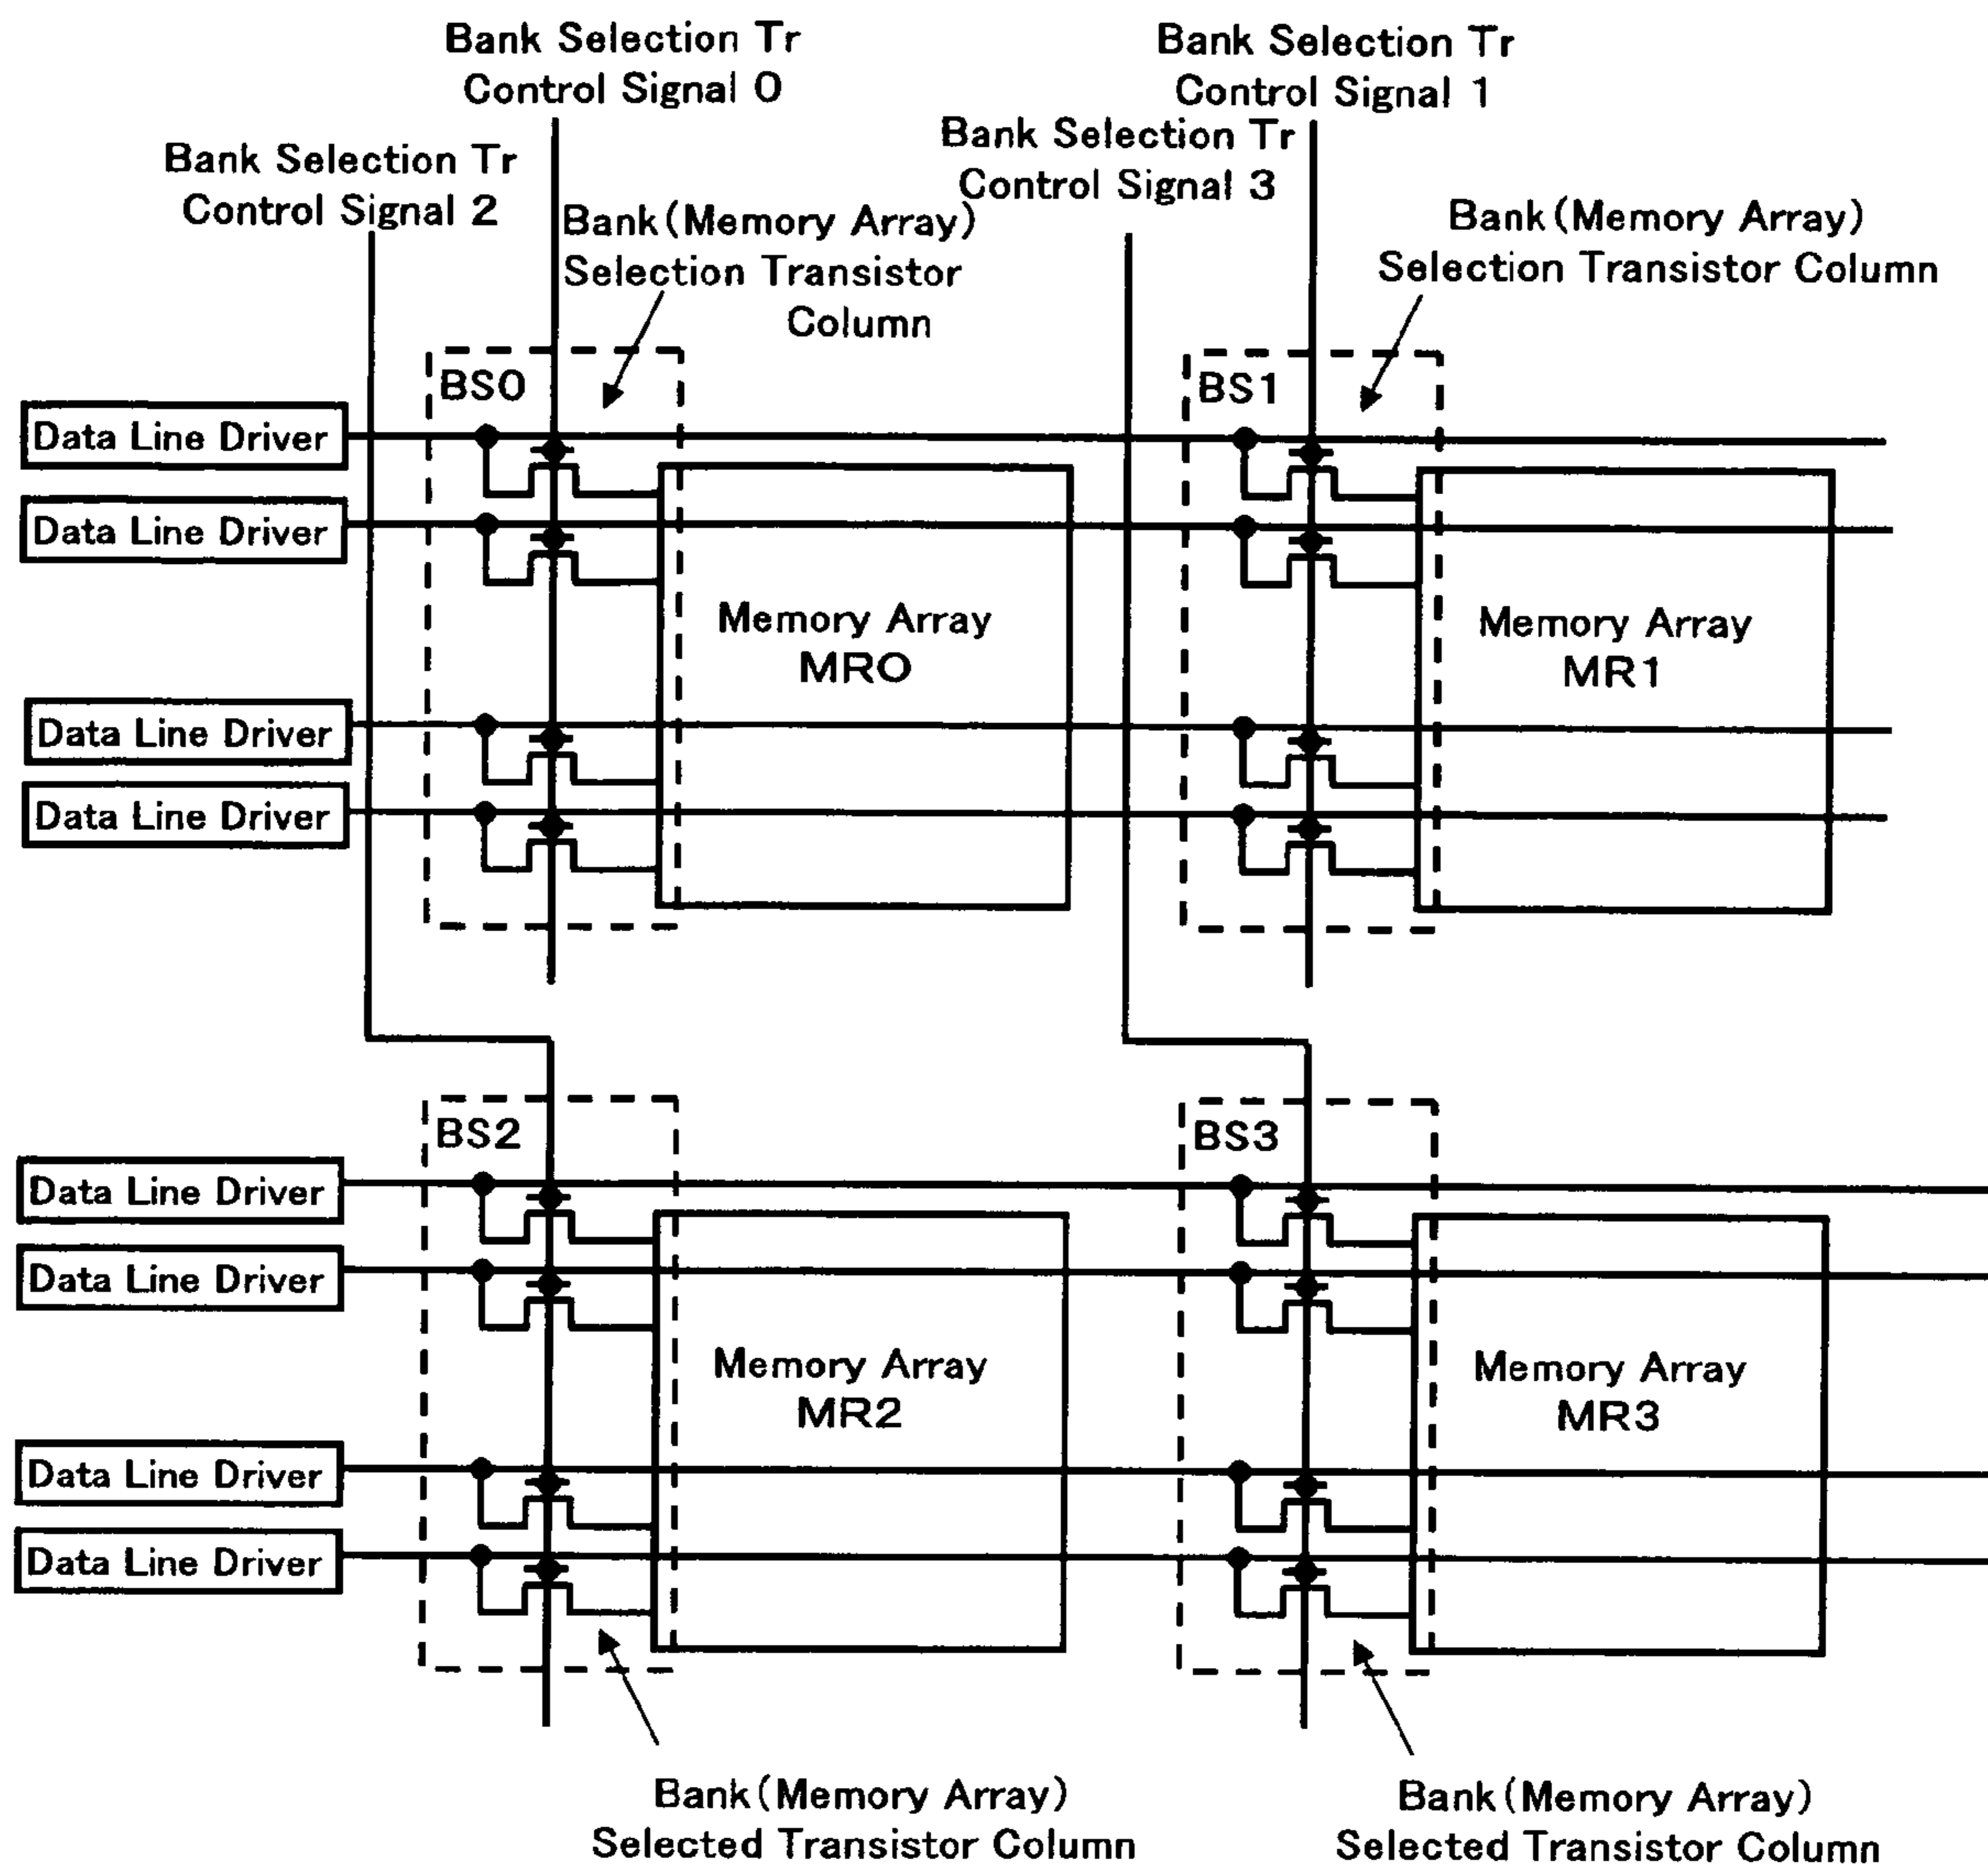 Bank Selection Tr
Control Signal 0
Bank Selection Tr
Control Signal 1
Bank Selection Tr
Control Signal 3
Bank Selection Tr
Control Signal 2
Bank(Memory Array)
Selection Transistor
Column
Bank(Memory Array)
Selection Transistor Column
BS0
BS1
Data Line Driver
Data Line Driver
Memory Array
MR0
Memory Array
MR1
Data Line Driver
Data Line Driver
BS2
BS3
Data Line Driver
Data Line Driver
Memory Array
MR2
Memory Array
MR3
Data Line Driver
Data Line Driver
Bank(Memory Array)
Selected Transistor Column
Bank(Memory Array)
Selected Transistor Column